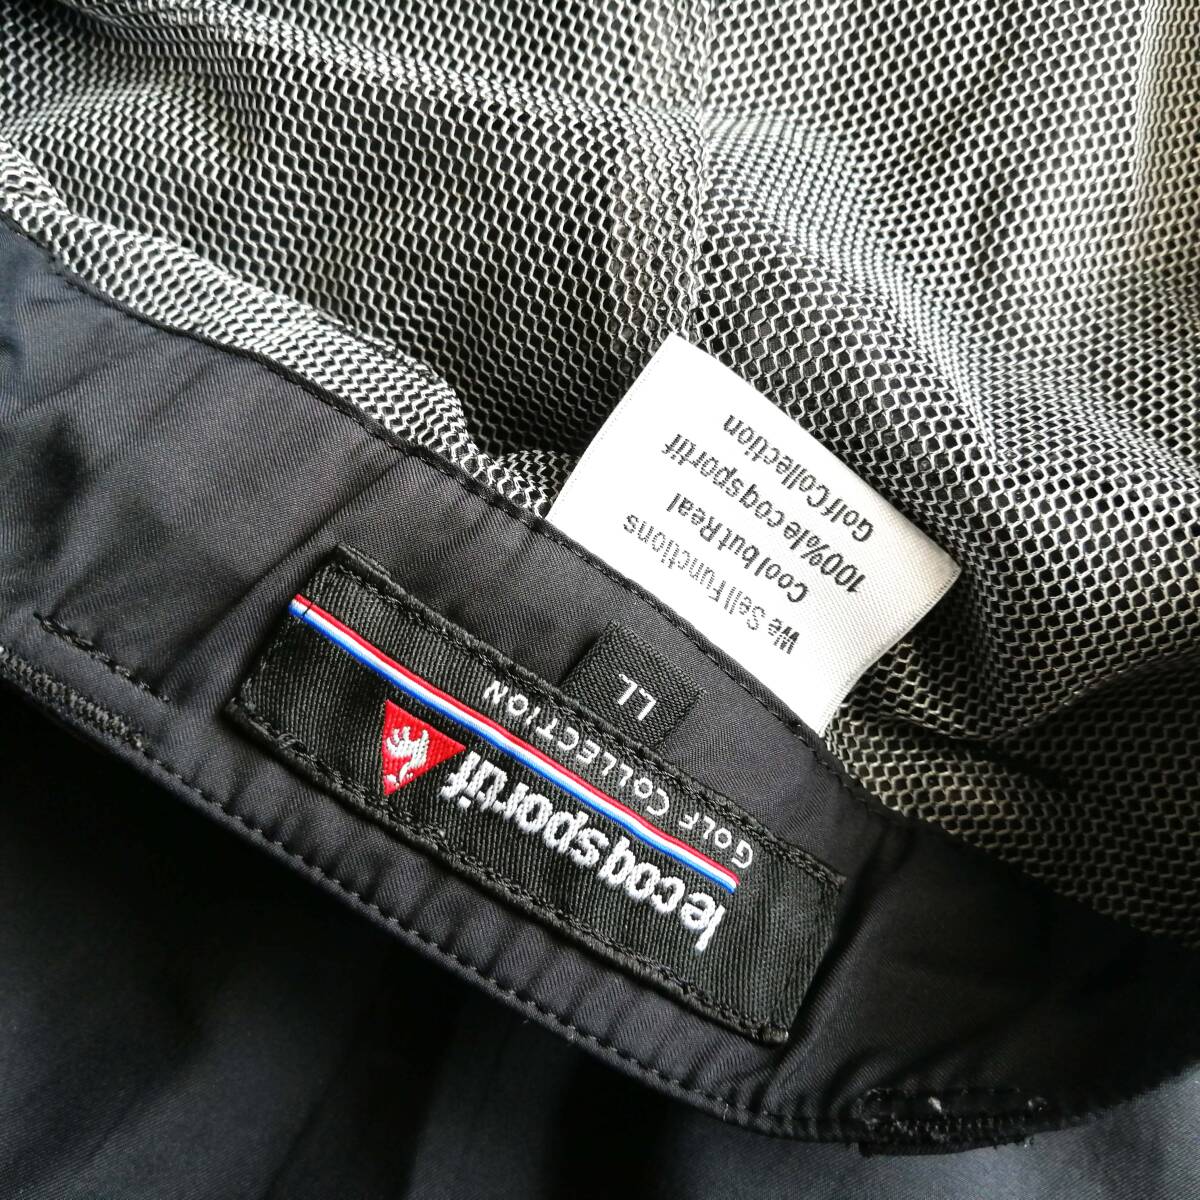 le coq sportif
GOLF COLLECTION
LL
We Sell Functions
Cool but Real
100% le coq sportif
Golf Collection